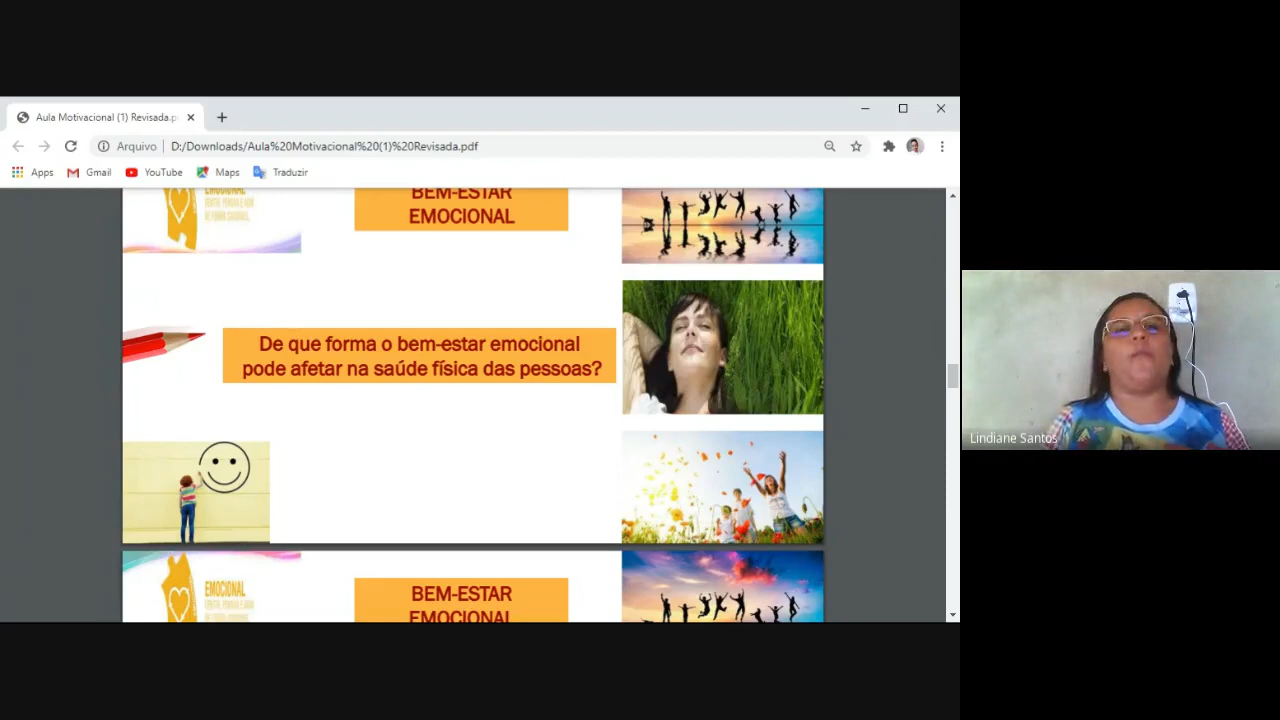 Aula Motivacional (1) Revisada.p
Arquivo
D:/Downloads/Aula%20Motivacional%20(1)%20Revisada.pdf
Apps
Gmail
YouTube
Maps
Traduzir
EMOCIONAL
BEM-ESTAR
EMOCIONAL
De que forma o bem-estar emocional
pode afetar na saúde física das pessoas?
Lindiane Santos
EMOCIONAL
BEM-ESTAR
EMOCIONAL